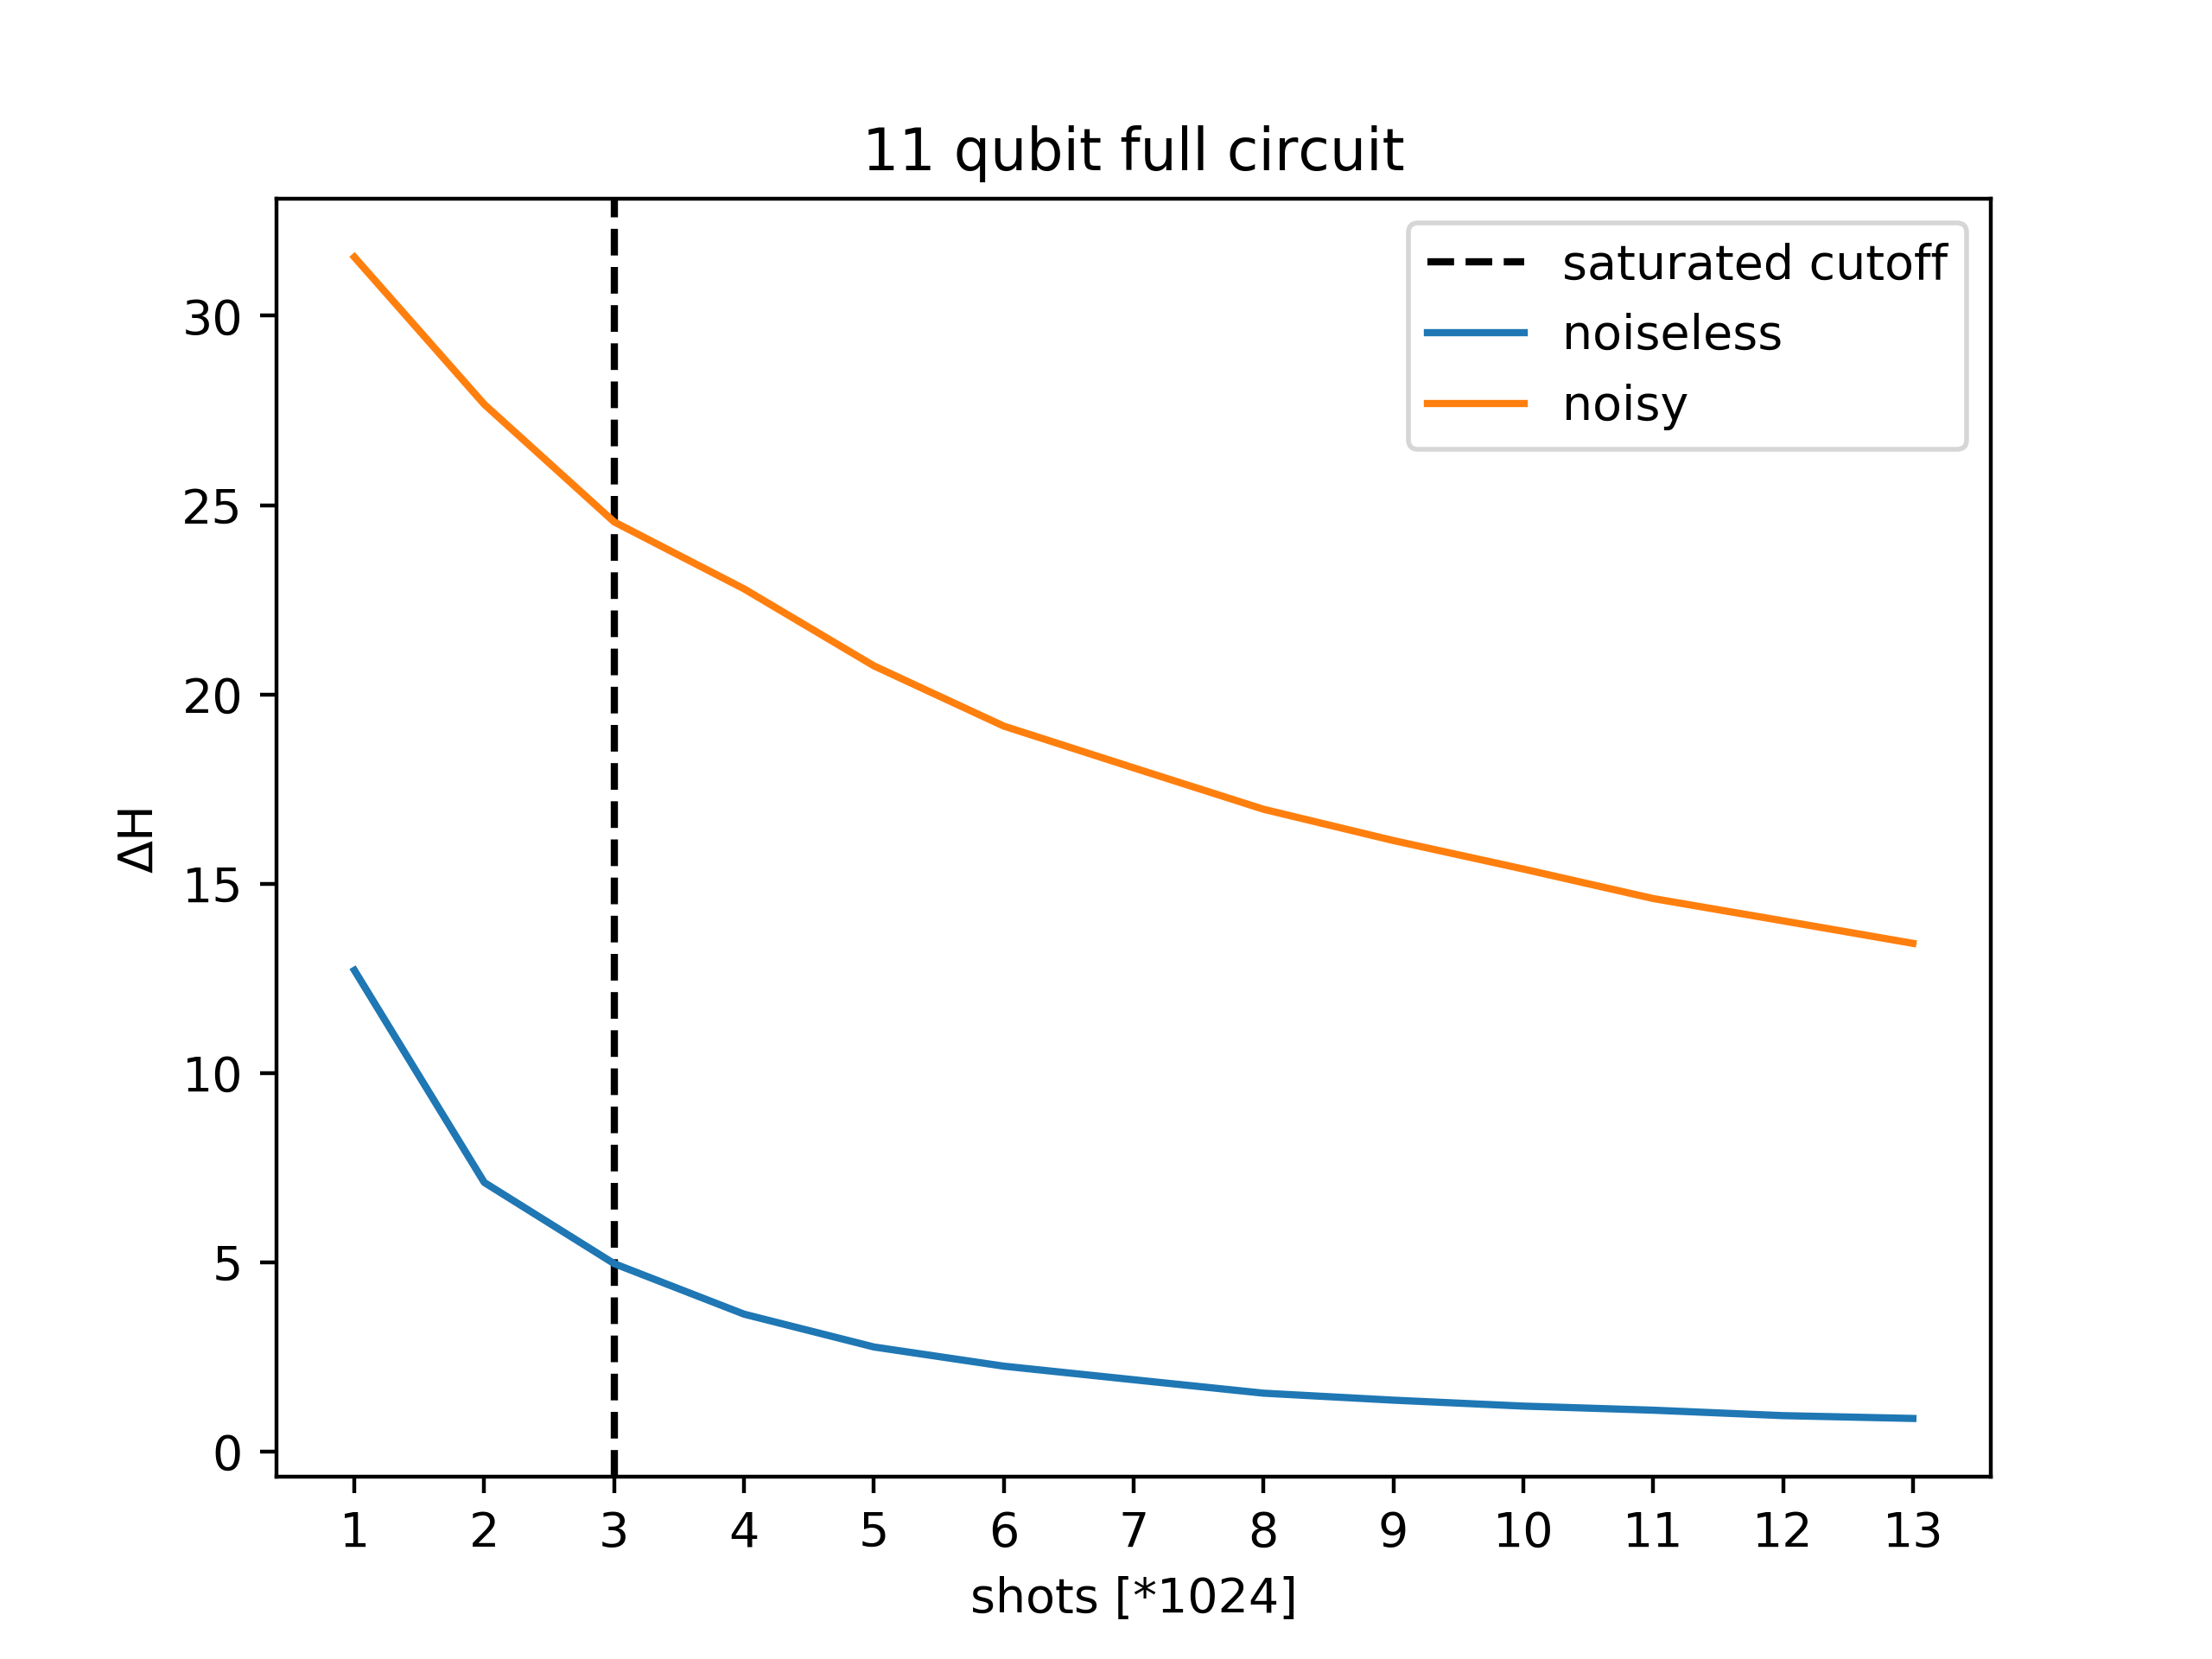 11 qubit full circuit
saturated cutoff
noiseless
noisy
30
25
20
15
10
5
0
ΔH
1 2 3 4 5 6 7 8 9 10 11 12 13
shots [*1024]